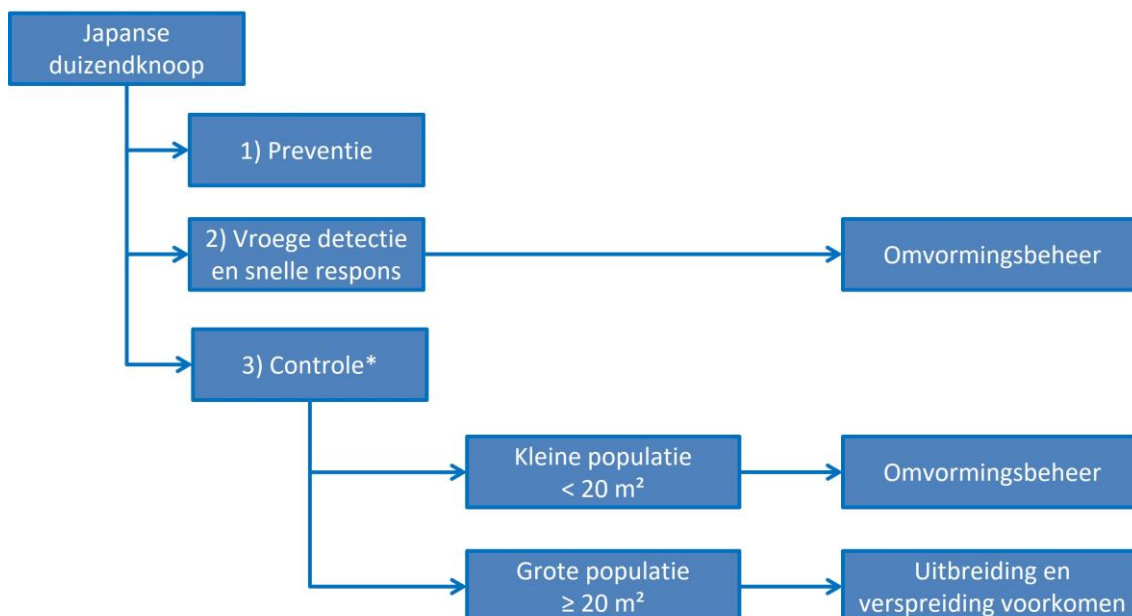 Japanse
duizendknoop
1) Preventie
2) Vroege detectie
en snelle respons
Omvormingsbeheer
3) Controle*
Kleine populatie
< 20 m²
Omvormingsbeheer
Grote populatie
≥ 20 m²
Uitbreiding en
verspreiding voorkomen